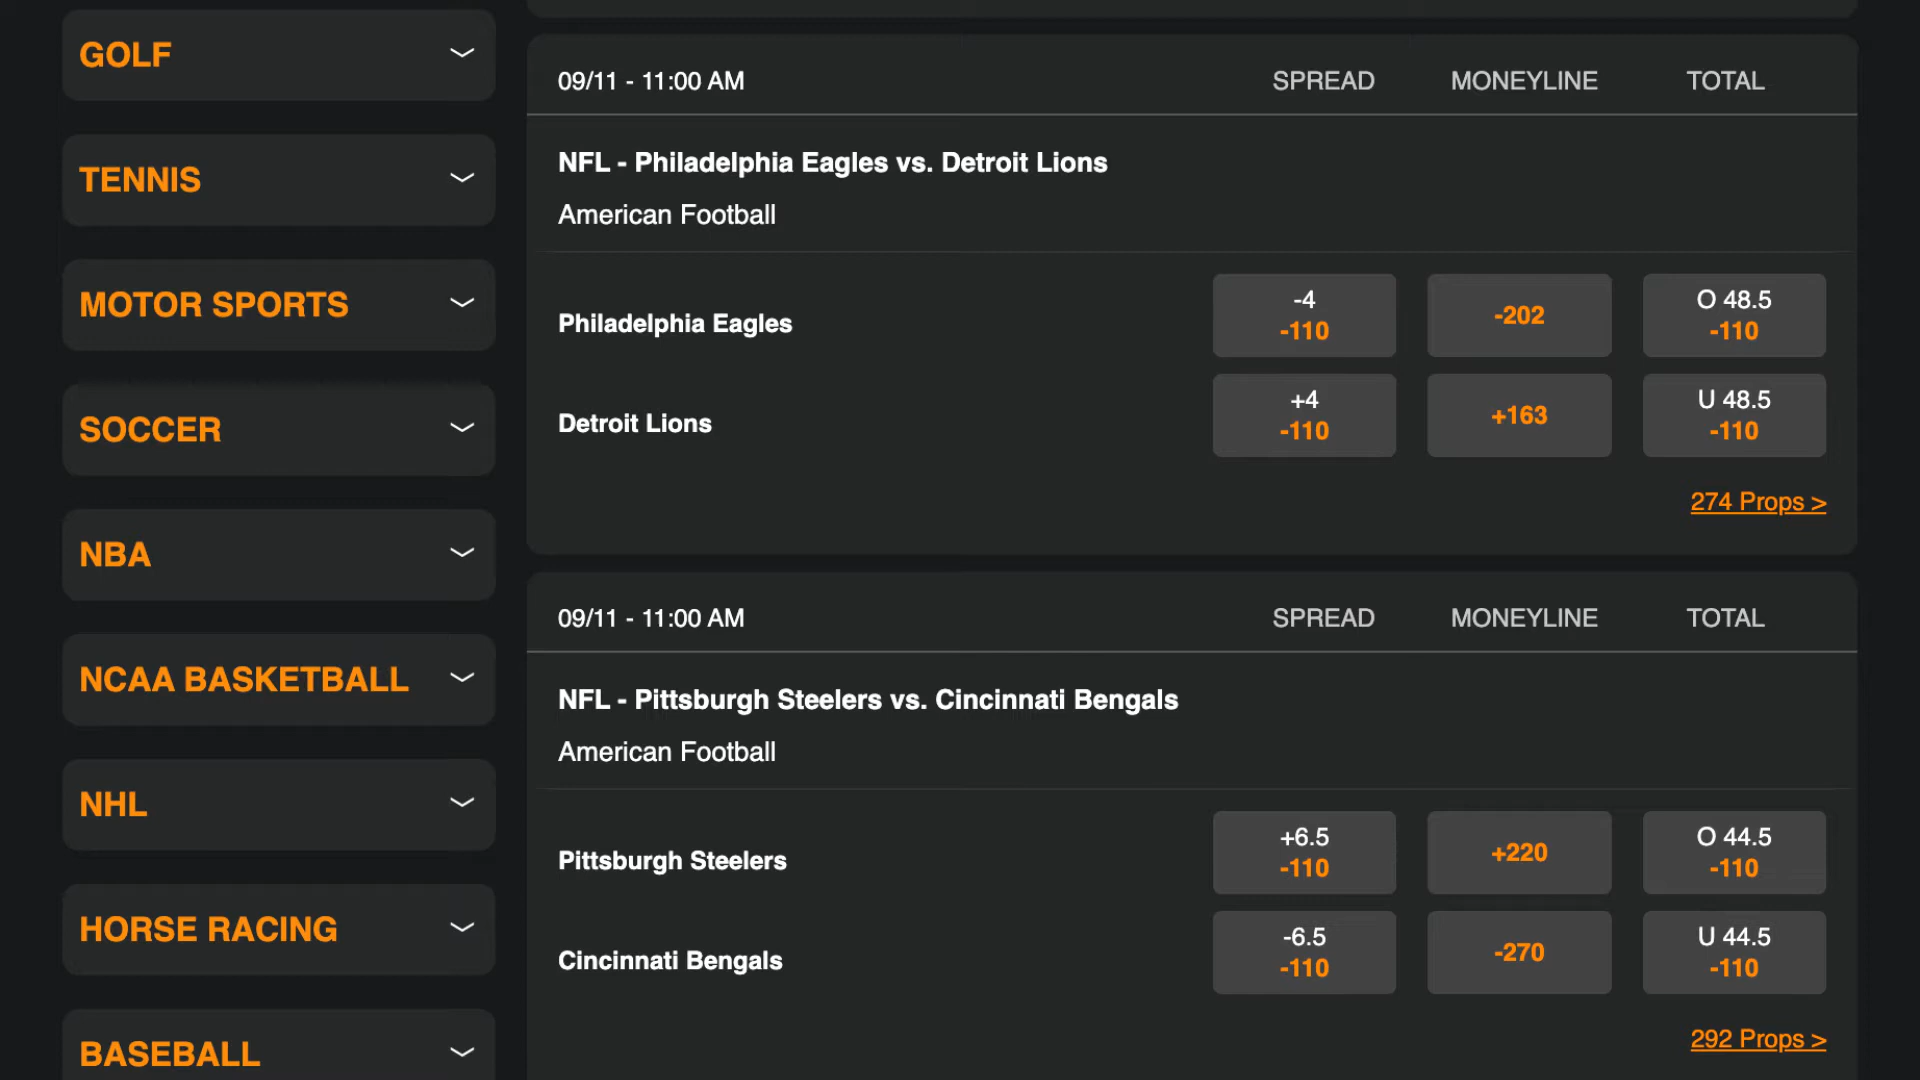 GOLF
TENNIS
MOTOR SPORTS
SOCCER
NBA
NCAA BASKETBALL
NHL
HORSE RACING
BASEBALL
09/11 - 11:00 AM SPREAD MONEYLINE TOTAL
NFL - Philadelphia Eagles vs. Detroit Lions
American Football
Philadelphia Eagles
-4
-110
-202
O 48.5
-110
Detroit Lions
+4
-110
+163
U 48.5
-110
274 Props >
09/11 - 11:00 AM SPREAD MONEYLINE TOTAL
NFL - Pittsburgh Steelers vs. Cincinnati Bengals
American Football
Pittsburgh Steelers
+6.5
-110
+220
O 44.5
-110
Cincinnati Bengals
-6.5
-110
-270
U 44.5
-110
292 Props >